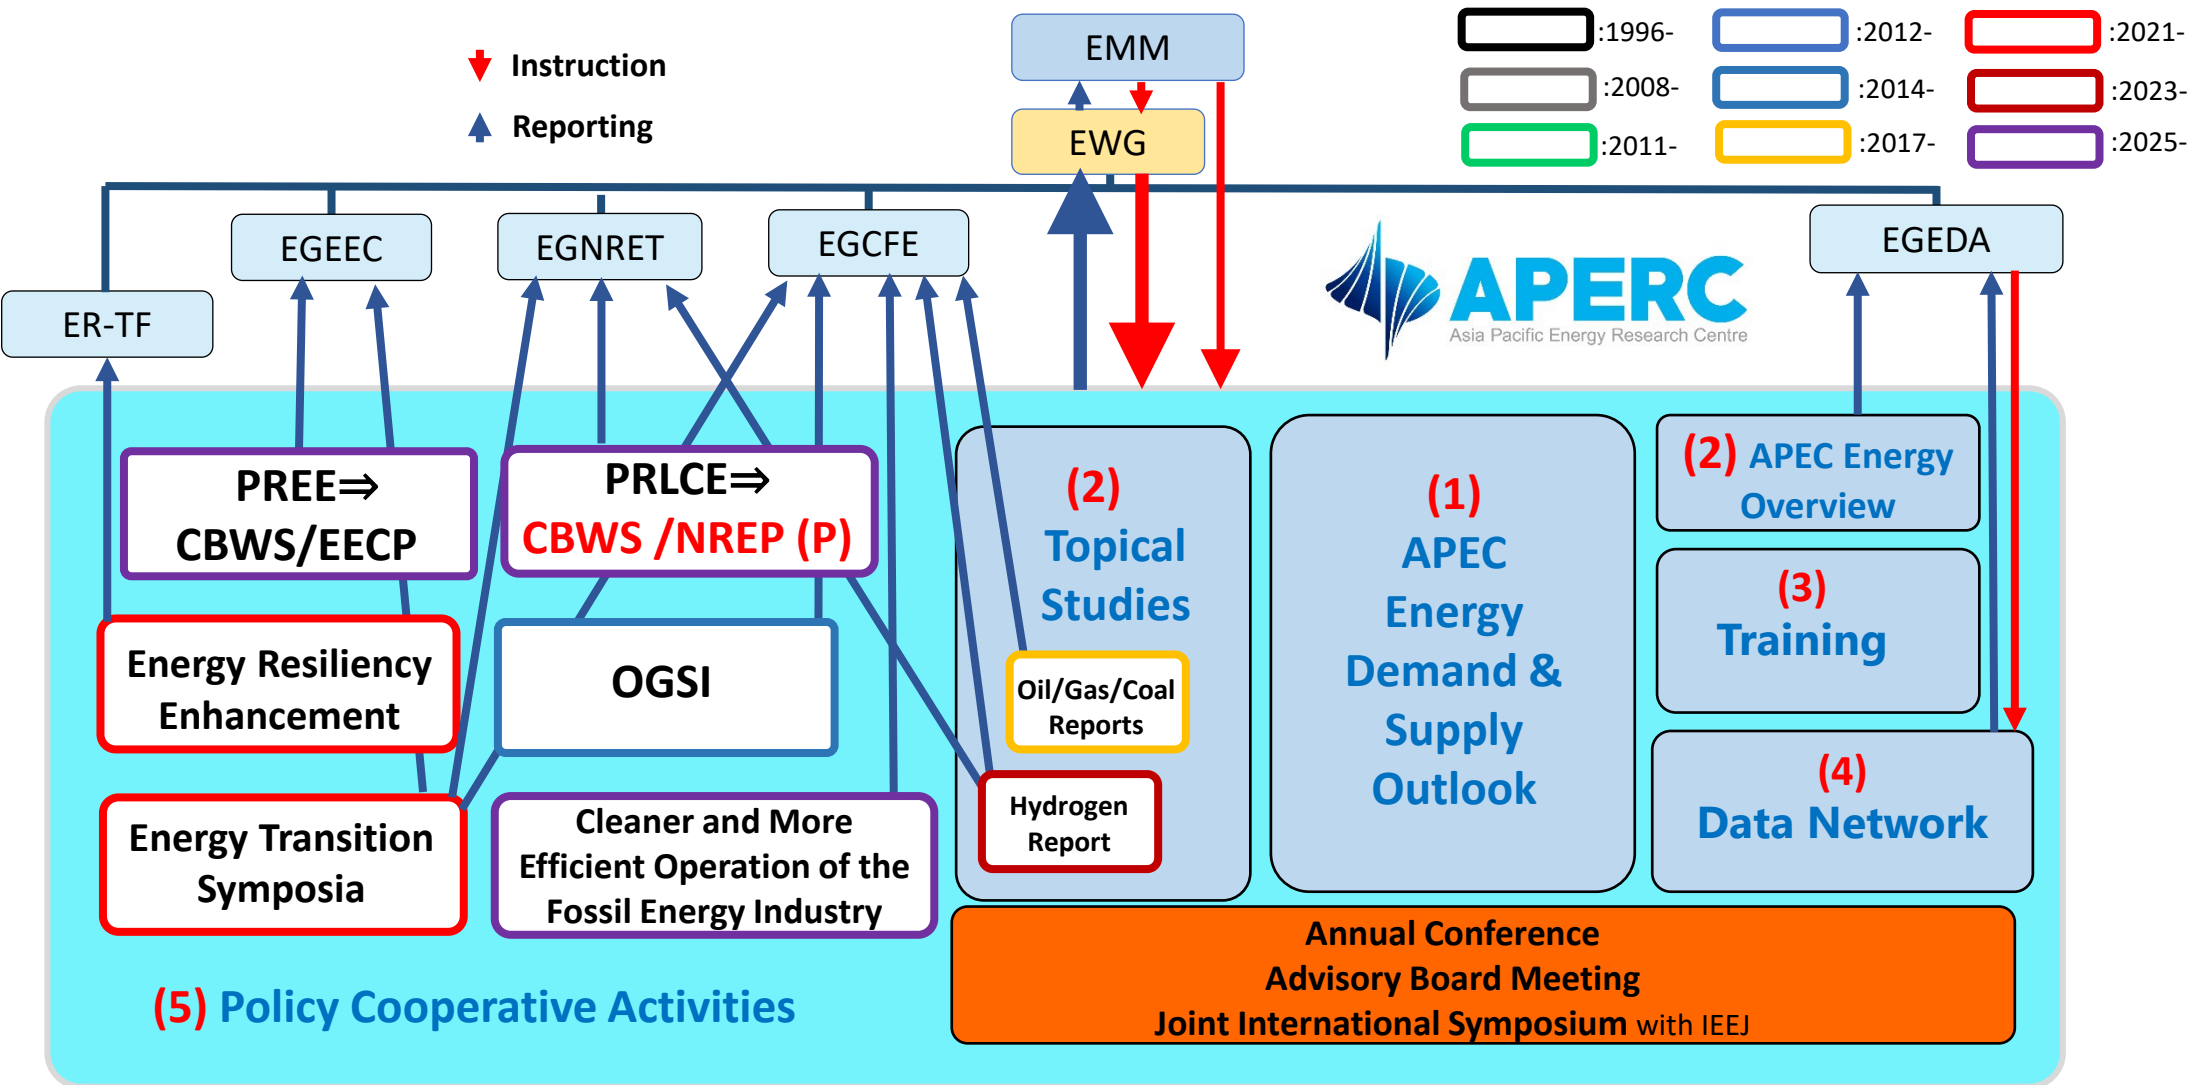 Instruction
Reporting
EMM
EWG
:1996-
:2012-
:2021-
:2008-
:2014-
:2023-
:2011-
:2017-
:2025-
EGEEC
EGNRET
EGCFE
EGEDA
ER-TF
APERC
Asia Pacific Energy Research Centre
PREE⇒
CBWS/EECP
PRLCE⇒
CBWS /NREP (P)
Energy Resiliency
Enhancement
OGSI
Energy Transition
Symposia
Cleaner and More
Efficient Operation of the
Fossil Energy Industry
(5) Policy Cooperative Activities
(2)
Topical
Studies
Oil/Gas/Coal
Reports
Hydrogen
Report
(1)
APEC
Energy
Demand &
Supply
Outlook
(2) APEC Energy
Overview
(3)
Training
(4)
Data Network
Annual Conference
Advisory Board Meeting
Joint International Symposium with IEEJ